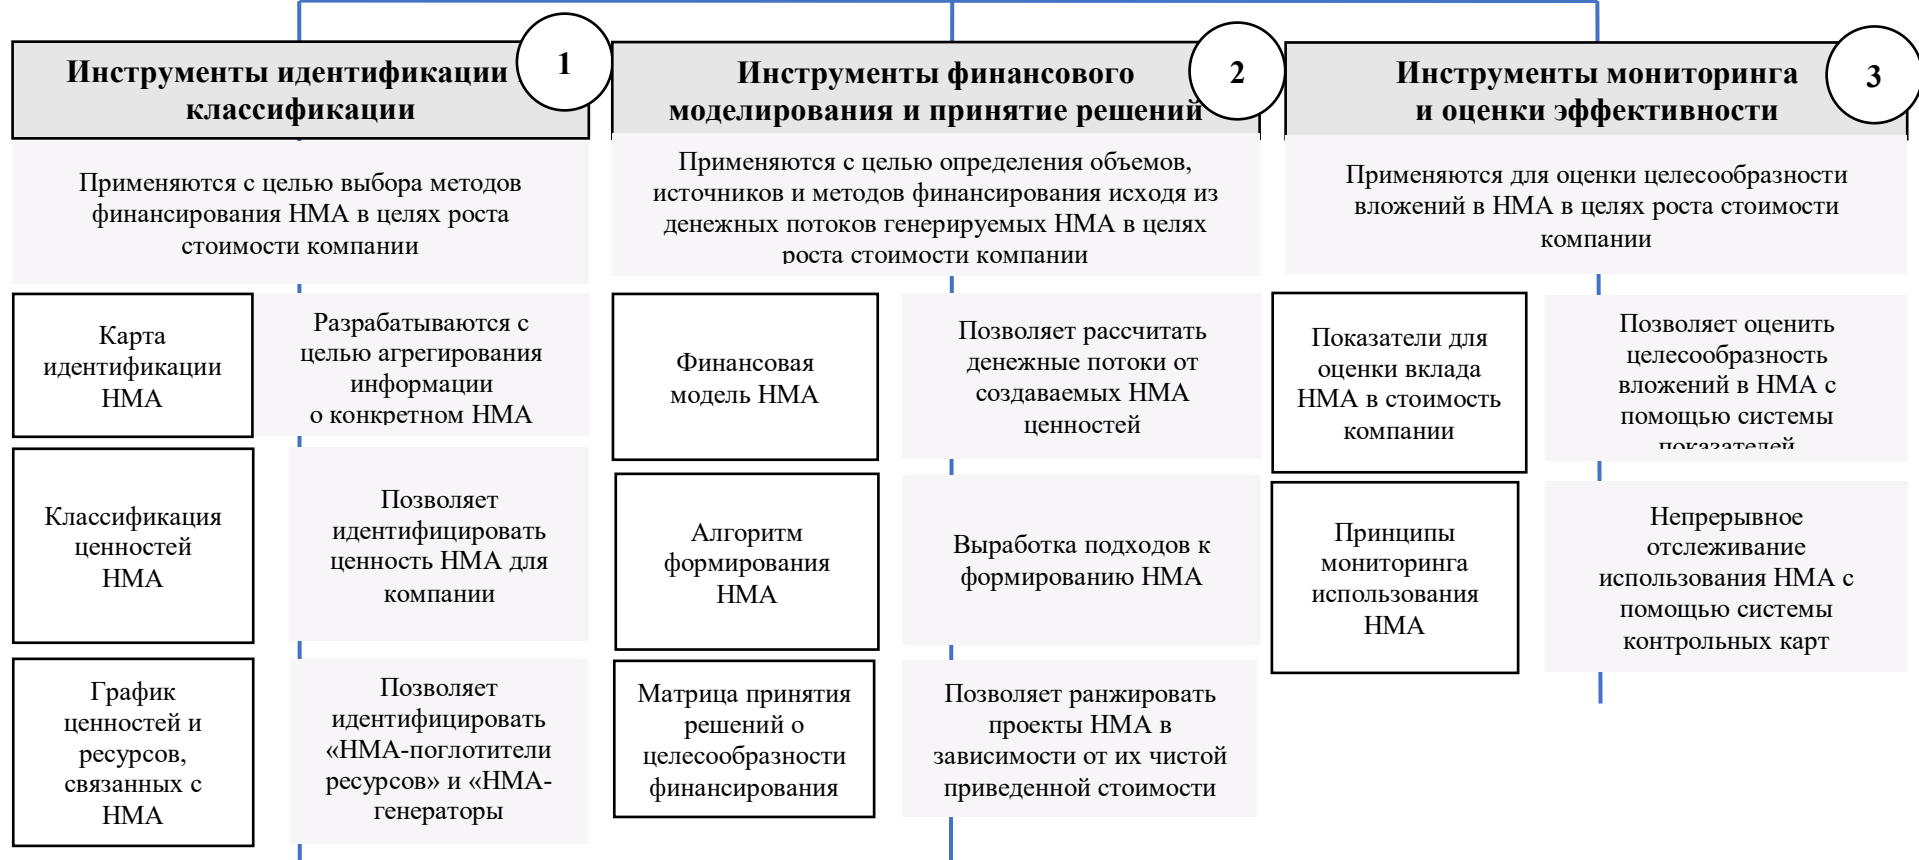 Инструменты идентификации
классификации
1
Применяются с целью выбора методов
финансирования НМА в целях роста
стоимости компании
Карта
идентификации
НМА
Разрабатываются с
целью агрегирования
информации
о конкретном НМА
Классификация
ценностей
НМА
Позволяет
идентифицировать
ценность НМА для
компании
График
ценностей и
ресурсов,
связанных с
НМА
Позволяет
идентифицировать
«НМА-поглотители
ресурсов» и «НМА-
генераторы
Инструменты финансового
моделирования и принятие решений
2
Применяются с целью определения объемов,
источников и методов финансирования исходя из
денежных потоков генерируемых НМА в целях
роста стоимости компании
Финансовая
модель НМА
Позволяет рассчитать
денежные потоки от
создаваемых НМА
ценностей
Алгоритм
формирования
НМА
Выработка подходов к
формированию НМА
Матрица принятия
решений о
целесообразности
финансирования
Позволяет ранжировать
проекты НМА в
зависимости от их чистой
приведенной стоимости
Инструменты мониторинга
и оценки эффективности
3
Применяются для оценки целесообразности
вложений в НМА в целях роста стоимости
компании
Показатели для
оценки вклада
НМА в стоимость
компании
Позволяет оценить
целесообразность
вложений в НМА с
помощью системы
показателей
Принципы
мониторинга
использования
НМА
Непрерывное
отслеживание
использования НМА с
помощью системы
контрольных карт